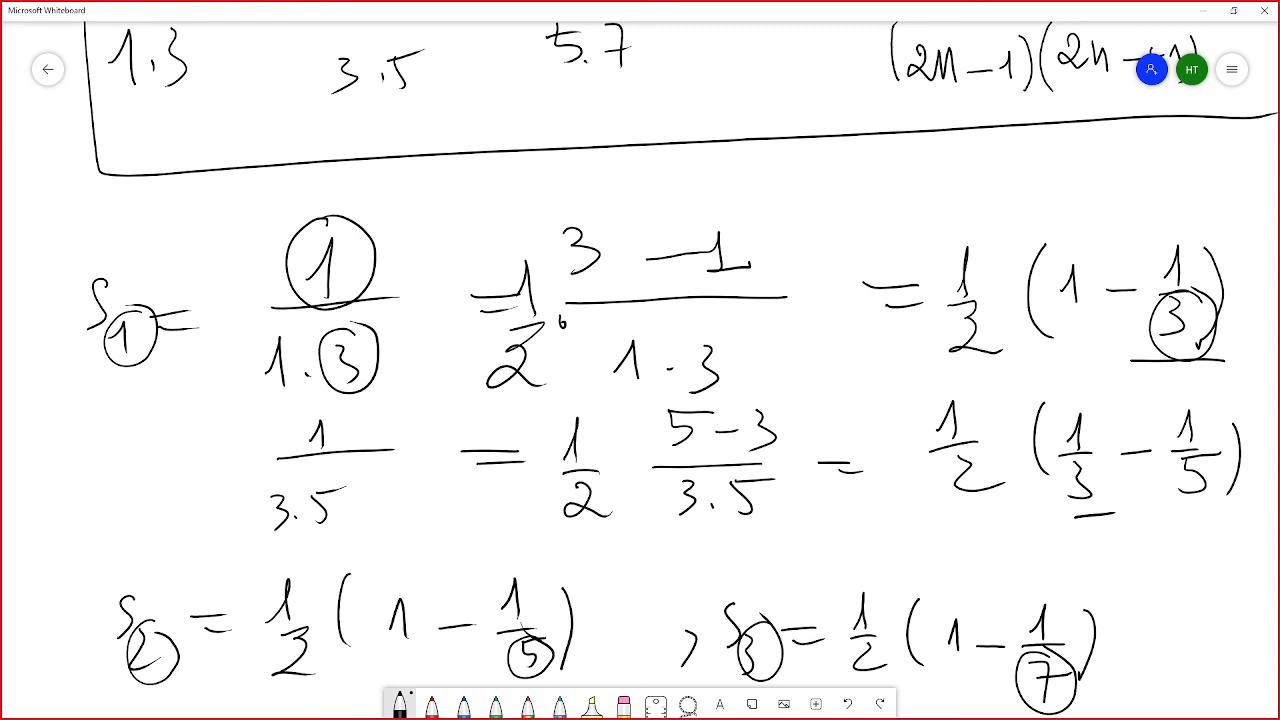 Microsoft Whiteboard
1.3 3.5 5.7 (2n-1)(2n+1)
HT
S1 = 1/1.3 = 1/2 . 3-1/1.3 = 1/2 (1 - 1/3)
1/3.5 = 1/2 5-3/3.5 = 1/2 (1/3 - 1/5)
S2 = 1/2 (1 - 1/5) , S3 = 1/2 (1 - 1/7)
A